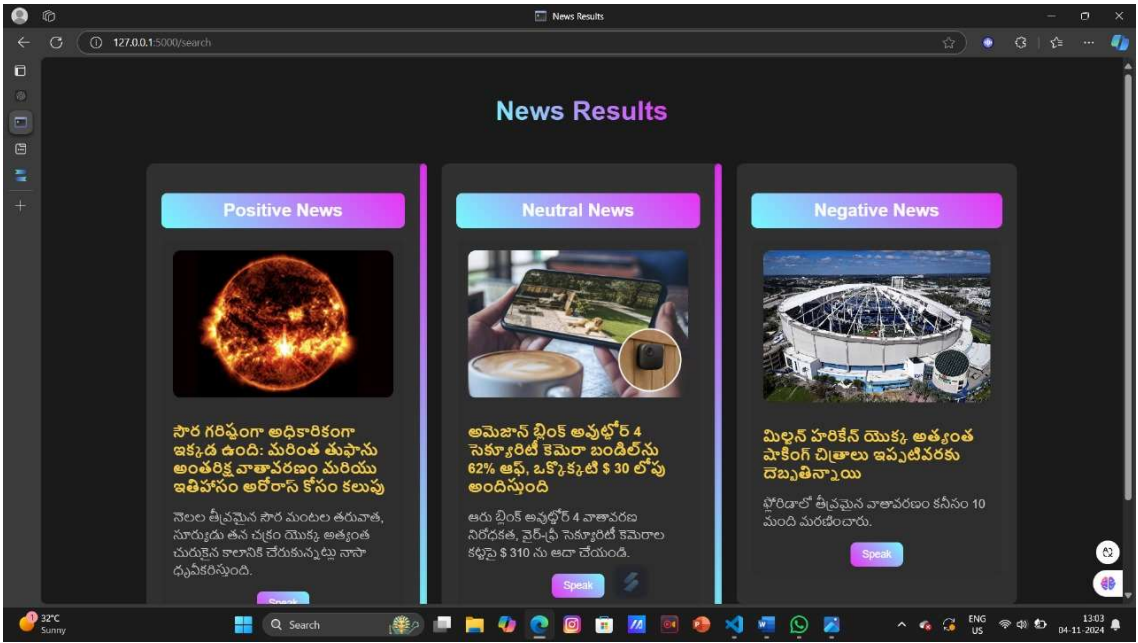 News Results
127.0.0.1:5000/search
News Results
Positive News
సౌర గరిష్టంగా అధికారికంగా
ఇక్కడ ఉంది: మరింత తుఫాను
అంతరిక్ష వాతావరణం మరియు
ఇతిహాసం అరోరాస్ కోసం కలుపు
నెలల తీవ్రమైన సౌర మంటల తరువాత,
సూర్యుడు తన చక్రం యొక్క అత్యంత
చురుకైన కాలానికి చేరుకున్నట్లు నాసా
ధృవీకరిస్తుంది.
Speak
Neutral News
అమెజాన్ బ్లింక్ అవుట్డోర్ 4
సెక్యూరిటీ కెమెరా బండిల్‌ను
62% ఆఫ్, ఒక్కొక్కటి $ 30 లోపు
అందిస్తుంది
ఆరు బ్లింక్ అవుట్డోర్ 4 వాతావరణ
నిరోధకత, వైర్-ఫ్రీ సెక్యూరిటీ కెమెరాల
కట్టపై $ 310 ను ఆదా చేయండి.
Speak
Negative News
మిల్టన్ హరికేన్ యొక్క అత్యంత
షాకింగ్ చిత్రాలు ఇప్పటివరకు
దెబ్బతిన్నాయి
ఫ్లోరిడాలో తీవ్రమైన వాతావరణం కనీసం 10
మంది మరణించారు.
Speak
1
32°C
Sunny
Search
ENG
US
13:03
04-11-2024